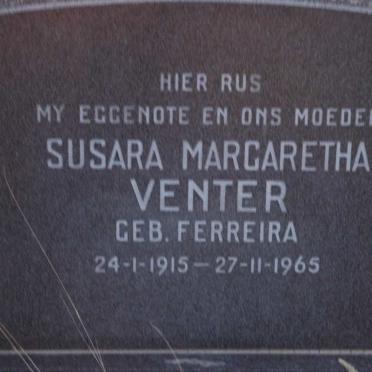 HIER RUS
MY EGGENOTE EN ONS MOEDER
SUSARA MARGARETHA
VENTER
GEB. FERREIRA
24-1-1915 — 27-11-1965